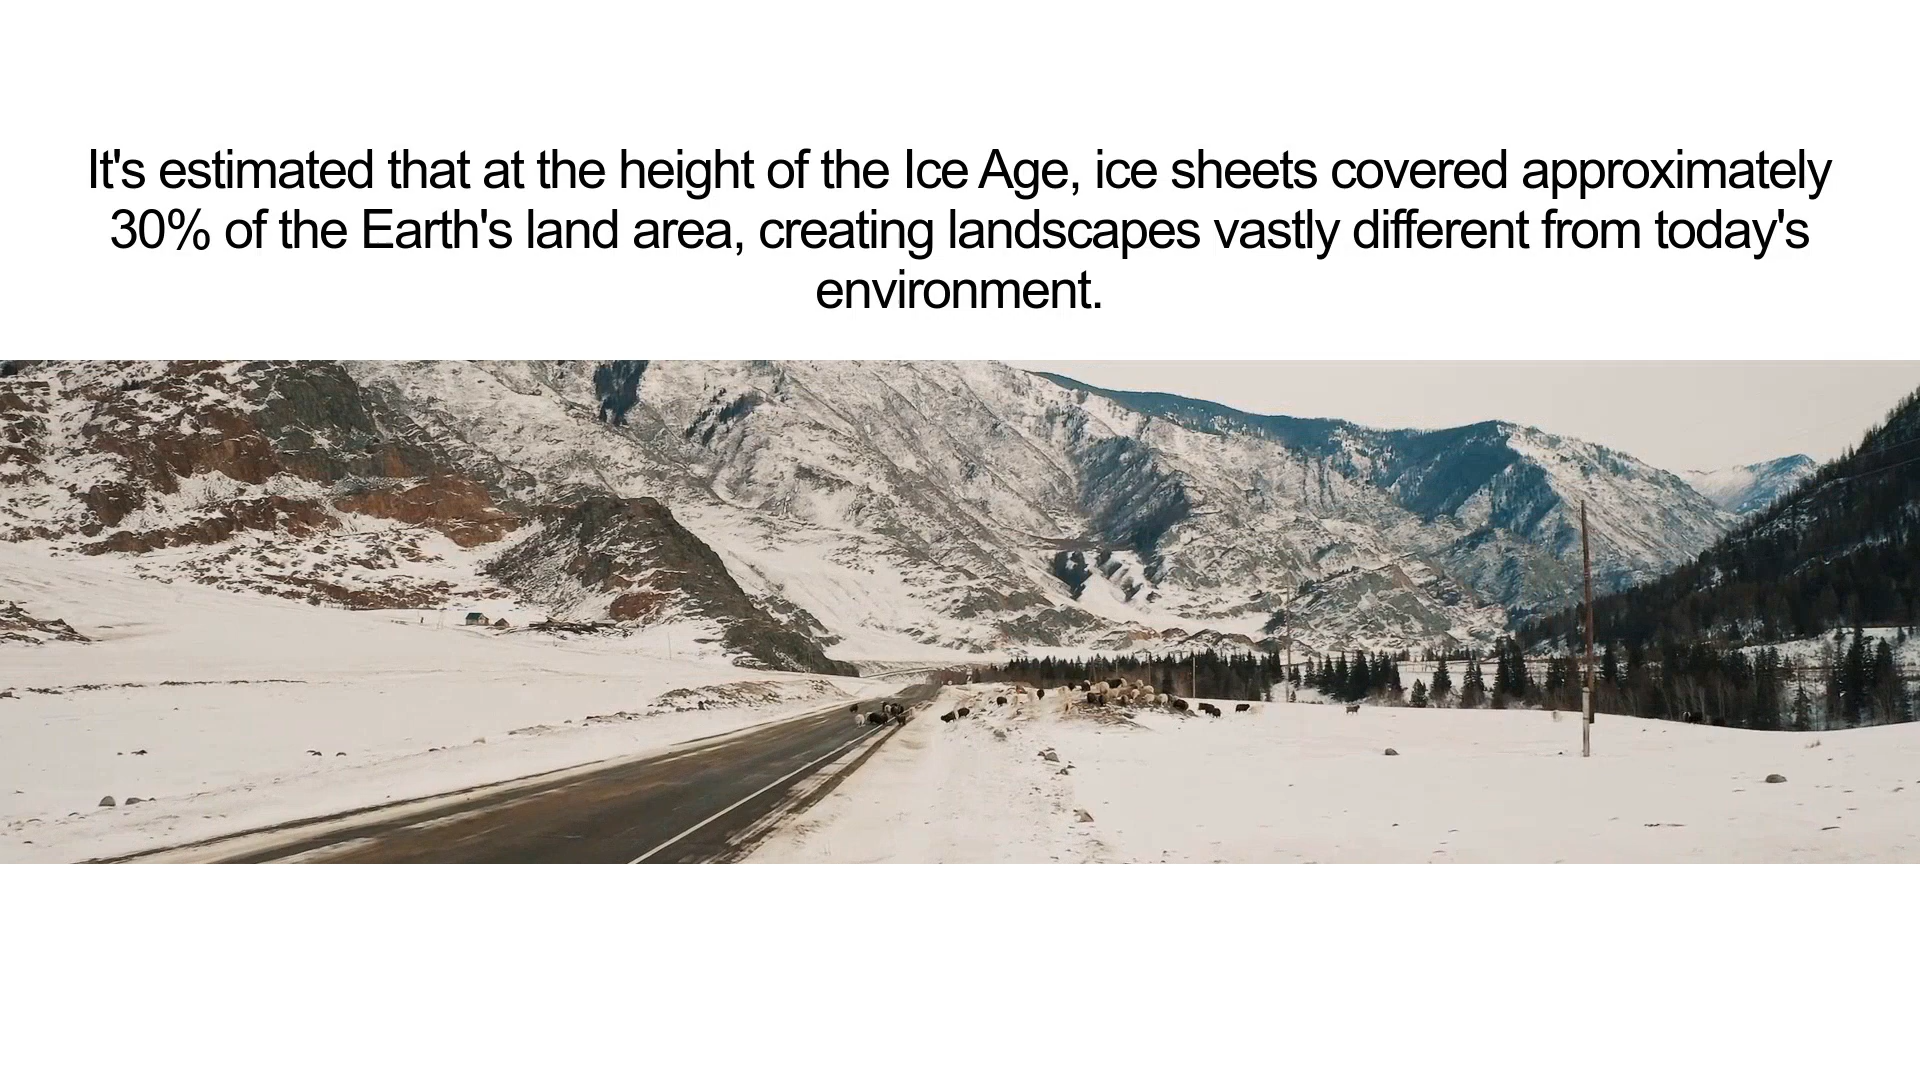 It's estimated that at the height of the Ice Age, ice sheets covered approximately
30% of the Earth's land area, creating landscapes vastly different from today's
environment.